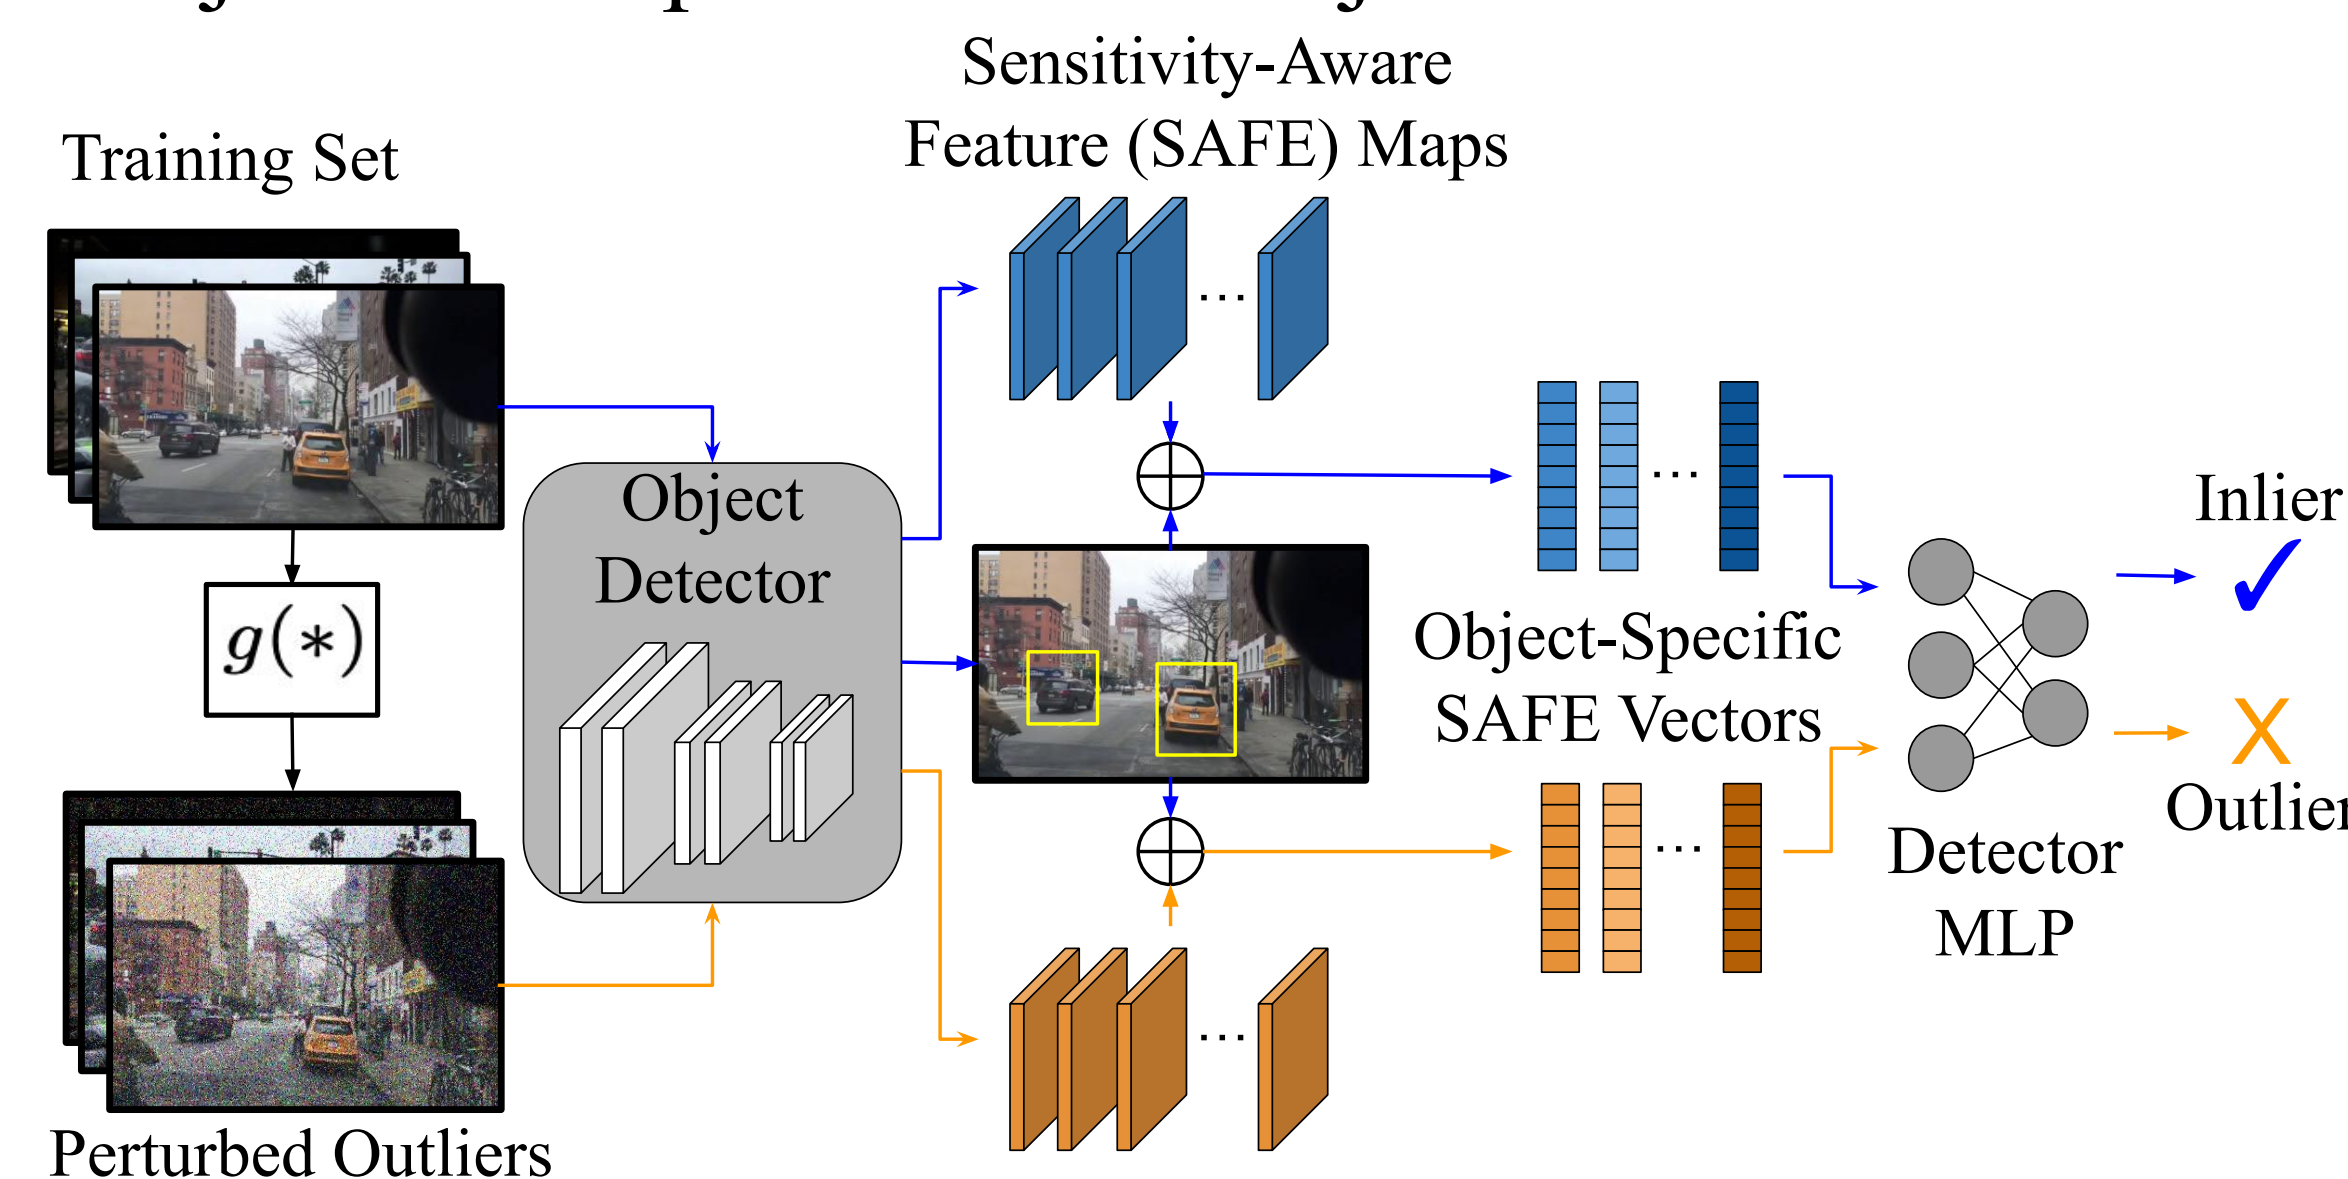 Sensitivity-Aware
Feature (SAFE) Maps
Training Set
Object
Detector
g(*)
Inlier
Object-Specific
SAFE Vectors
X
Outlier
Detector
MLP
Perturbed Outliers